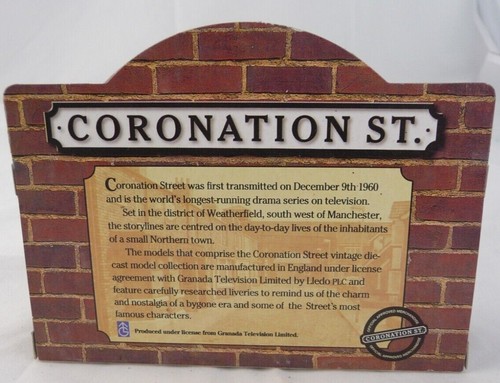 ·CORONATION ST.·
Coronation Street was first transmitted on December 9th 1960
and is the world's longest-running drama series on television.
Set in the district of Weatherfield, south west of Manchester,
the storylines are centred on the day-to-day lives of the inhabitants
of a small Northern town.
The models that comprise the Coronation Street vintage die-
cast model collection are manufactured in England under license
agreement with Granada Television Limited by Lledo PLC and
feature carefully researched liveries to remind us of the charm
and nostalgia of a bygone era and some of the Street's most
famous characters.
Produced under license from Granada Television Limited.
CORONATION ST.